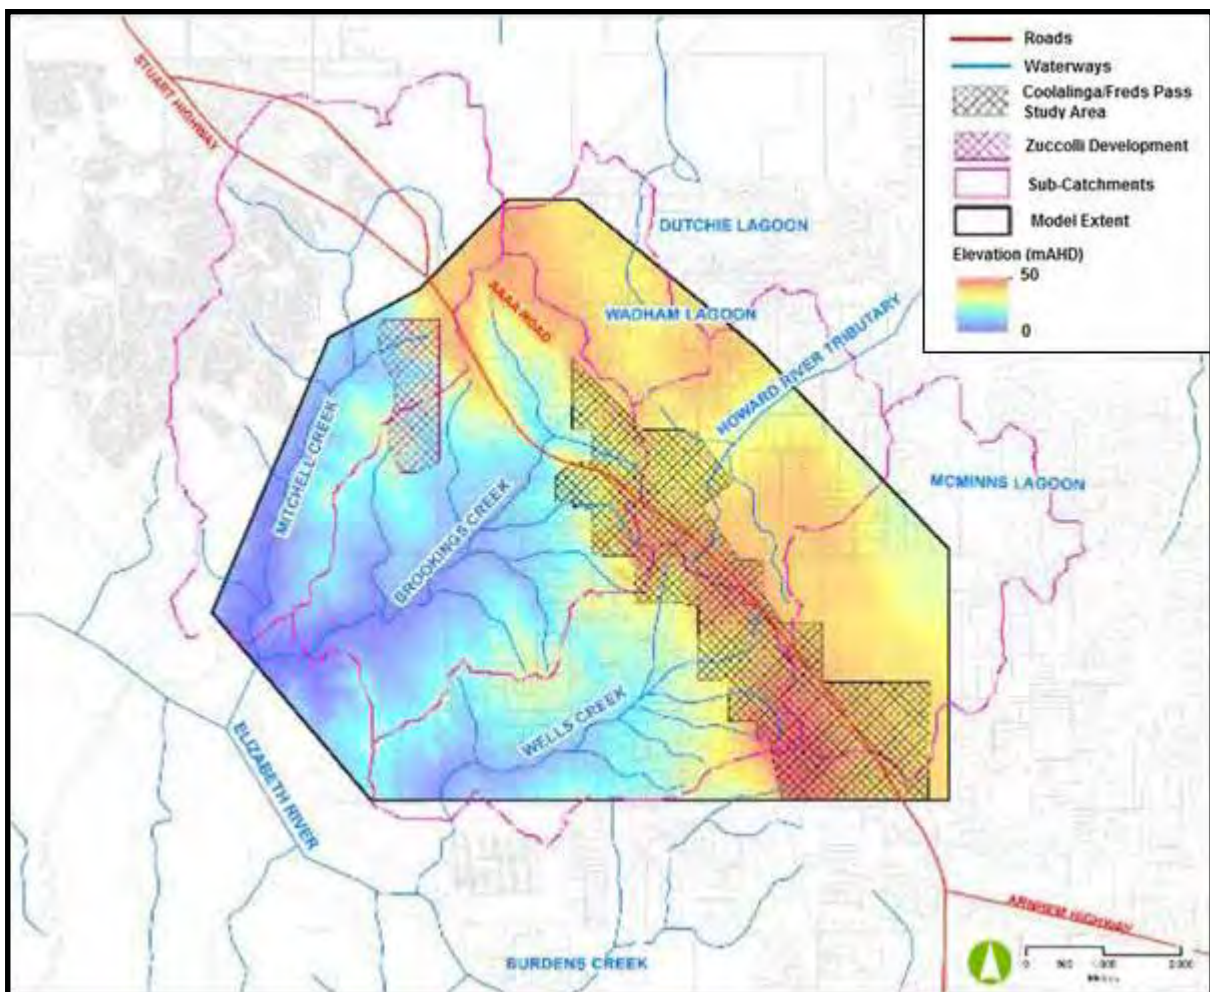 Roads
Waterways
Coolalinga/Freds Pass
Study Area
Zuccolli Development
Sub-Catchments
Model Extent
Elevation (mAHD)
50
0
STUART HIGHWAY
DUTCHIE LAGOON
WADHAM LAGOON
HOWARD RIVER TRIBUTARY
ROAD
MITCHELL CREEK
BROOKINGS CREEK
MCMINNS LAGOON
WELLS CREEK
ELIZABETH RIVER
ARNHEM HIGHWAY
BURDENS CREEK
0